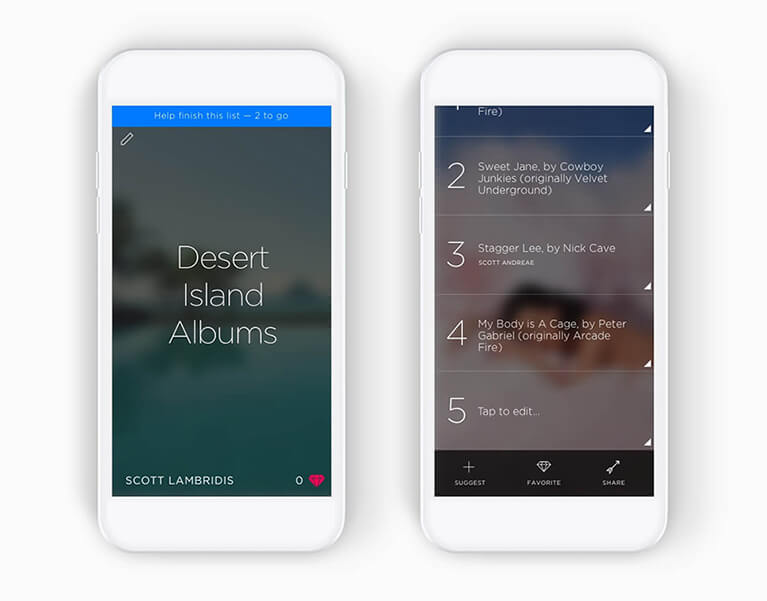 Help finish this list — 2 to go
Desert
Island
Albums
SCOTT LAMBRIDIS
0
Fire)
2
Sweet Jane, by Cowboy
Junkies (originally Velvet
Underground)
3
Stagger Lee, by Nick Cave
SCOTT ANDREAE
4
My Body is A Cage, by Peter
Gabriel (originally Arcade
Fire)
5
Tap to edit...
SUGGEST
FAVORITE
SHARE